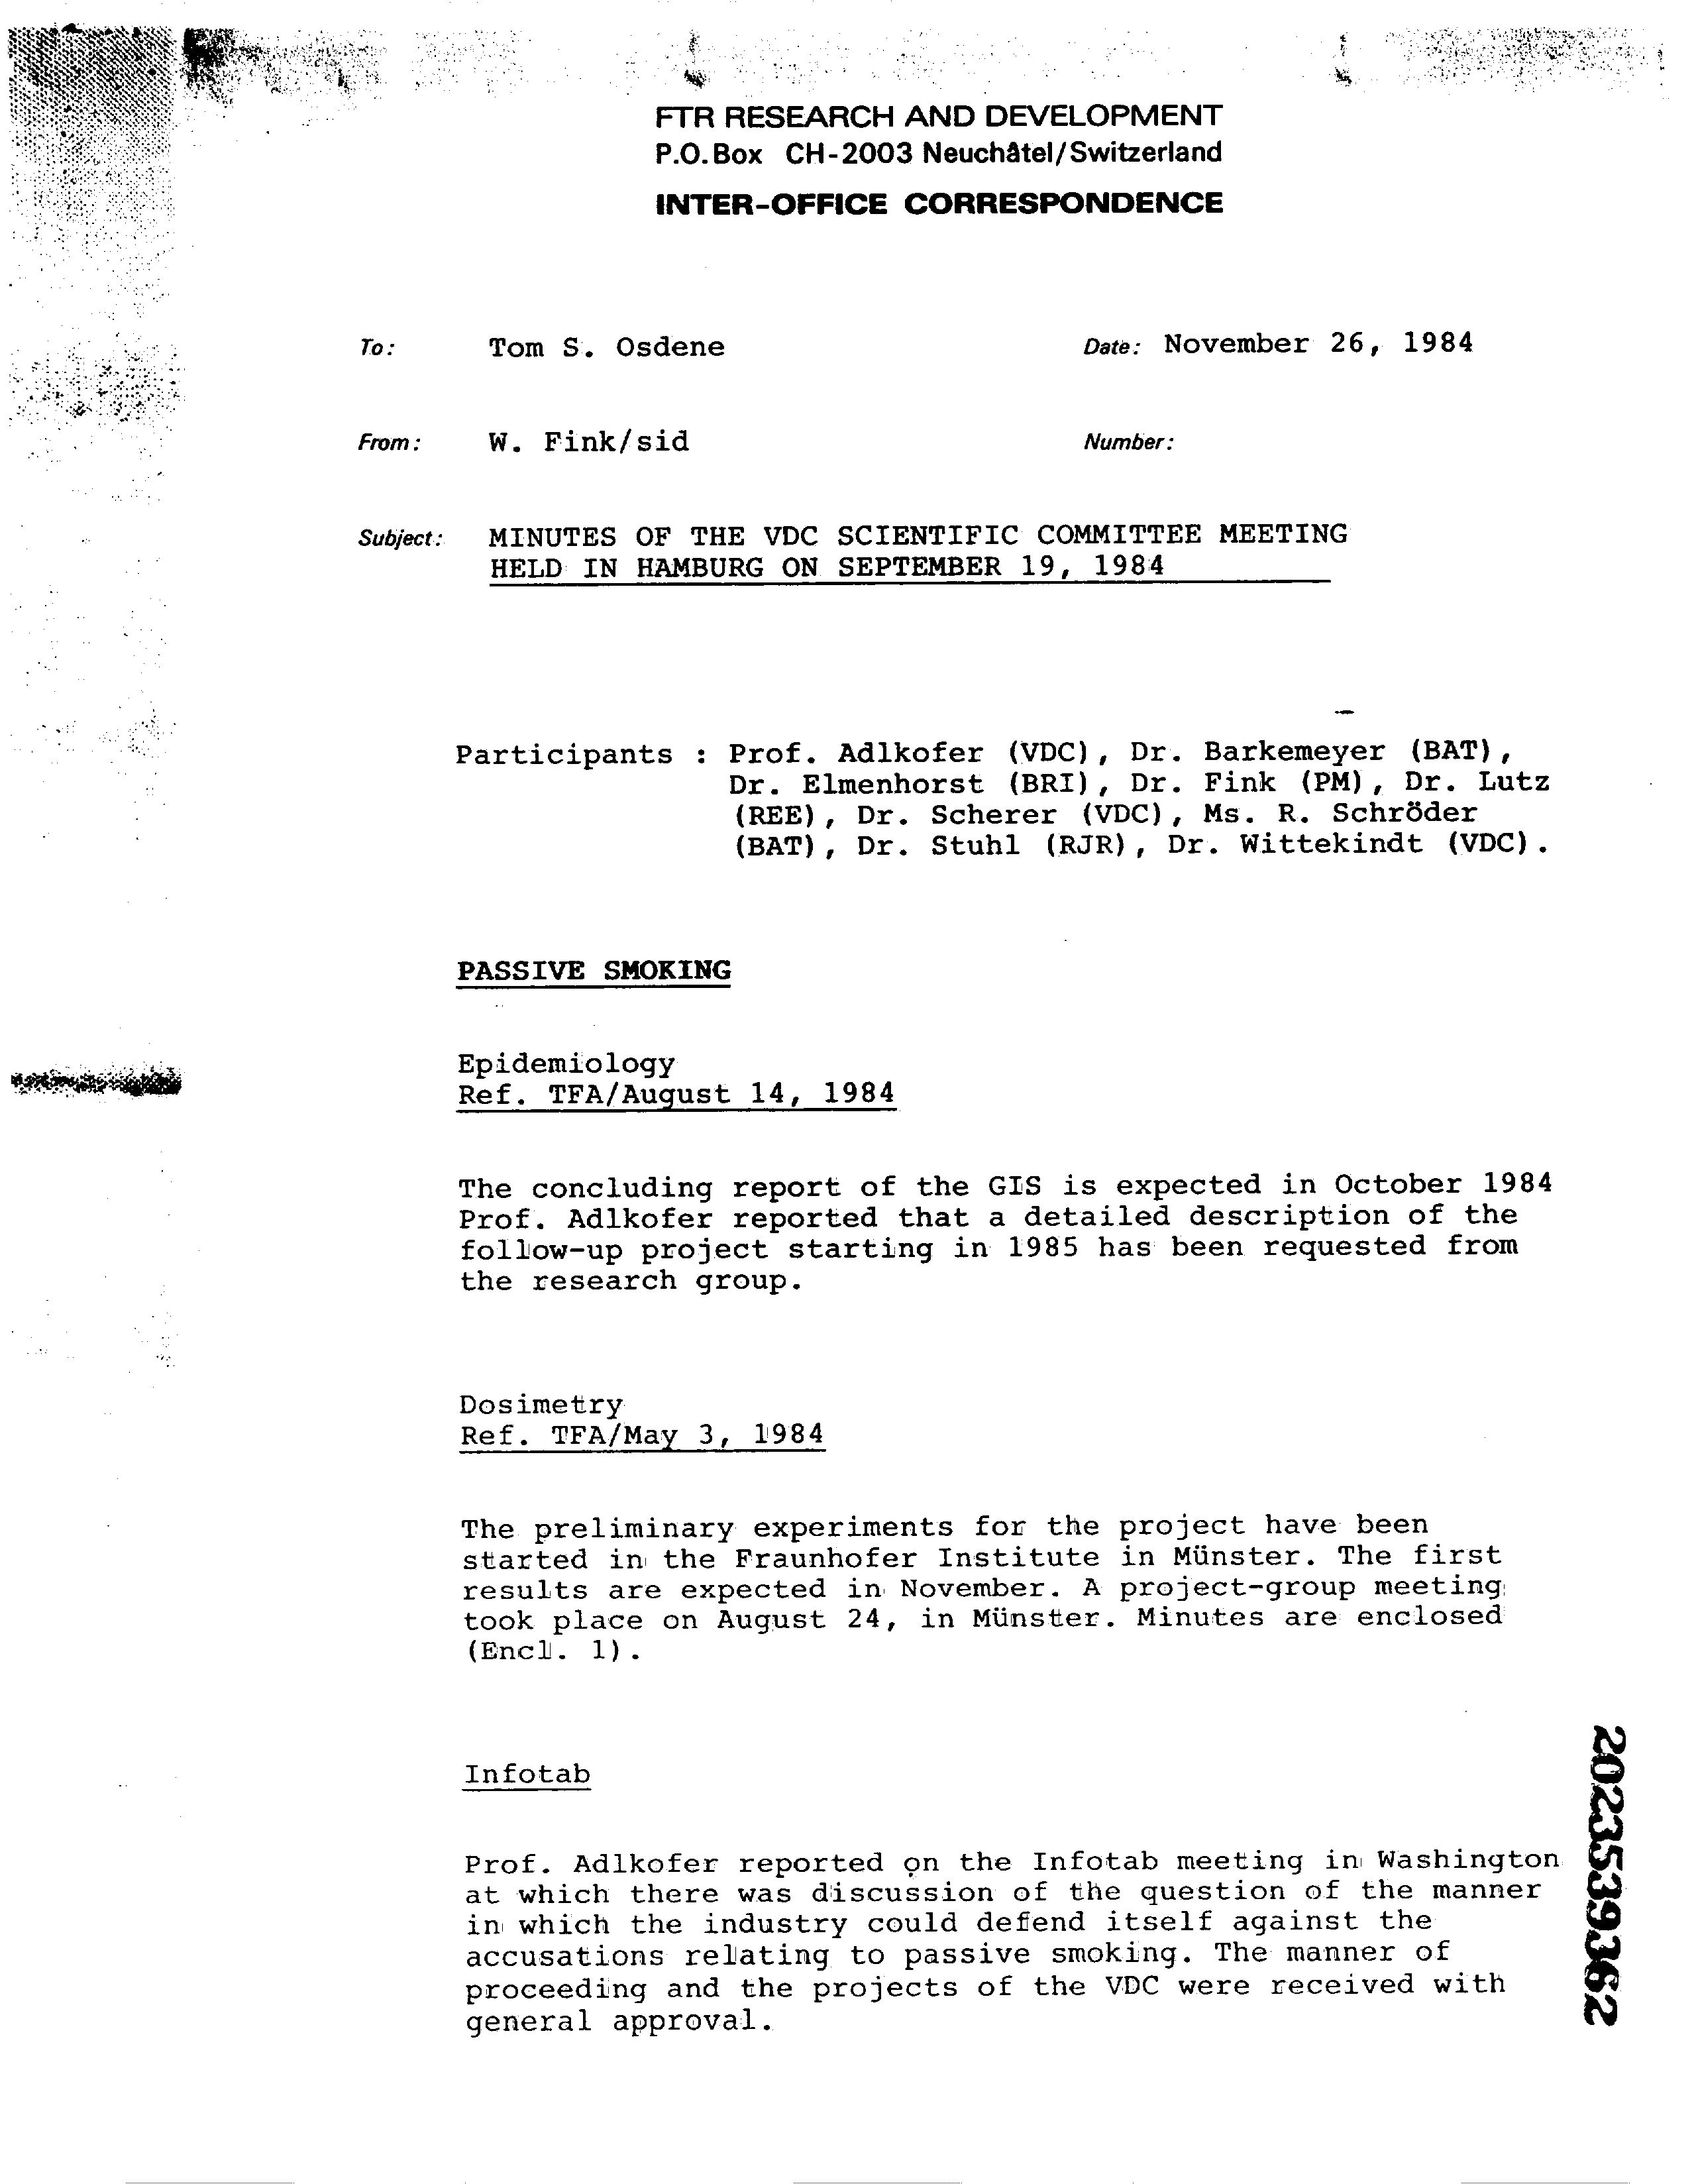 FTR RESEARCH AND DEVELOPMENT
P.O. Box CH-2003 Neuchâtel/Switzerland
INTER-OFFICE CORRESPONDENCE
To: Tom S. Osdene Date: November 26, 1984
From: W. Fink/sid Number:
Subject: MINUTES OF THE VDC SCIENTIFIC COMMITTEE MEETING
HELD IN HAMBURG ON SEPTEMBER 19, 1984
Participants : Prof. Adlkofer (VDC), Dr. Barkemeyer (BAT),
Dr. Elmenhorst (BRI), Dr. Fink (PM), Dr. Lutz
(REE), Dr. Scherer (VDC), Ms. R. Schröder
(BAT), Dr. Stuhl (RJR), Dr. Wittekindt (VDC).
PASSIVE SMOKING
Epidemiology
Ref. TFA/August 14, 1984
The concluding report of the GIS is expected in October 1984
Prof. Adlkofer reported that a detailed description of the
follow-up project starting in 1985 has been requested from
the research group.
Dosimetry
Ref. TFA/May 3, 1984
The preliminary experiments for the project have been
started in the Fraunhofer Institute in Münster. The first
results are expected in November. A project-group meeting
took place on August 24, in Münster. Minutes are enclosed
(Encl. 1).
Infotab
Prof. Adlkofer reported on the Infotab meeting in Washington
at which there was discussion of the question of the manner
in which the industry could defend itself against the
accusations relating to passive smoking. The manner of
proceeding and the projects of the VDC were received with
general approval.
2023539362